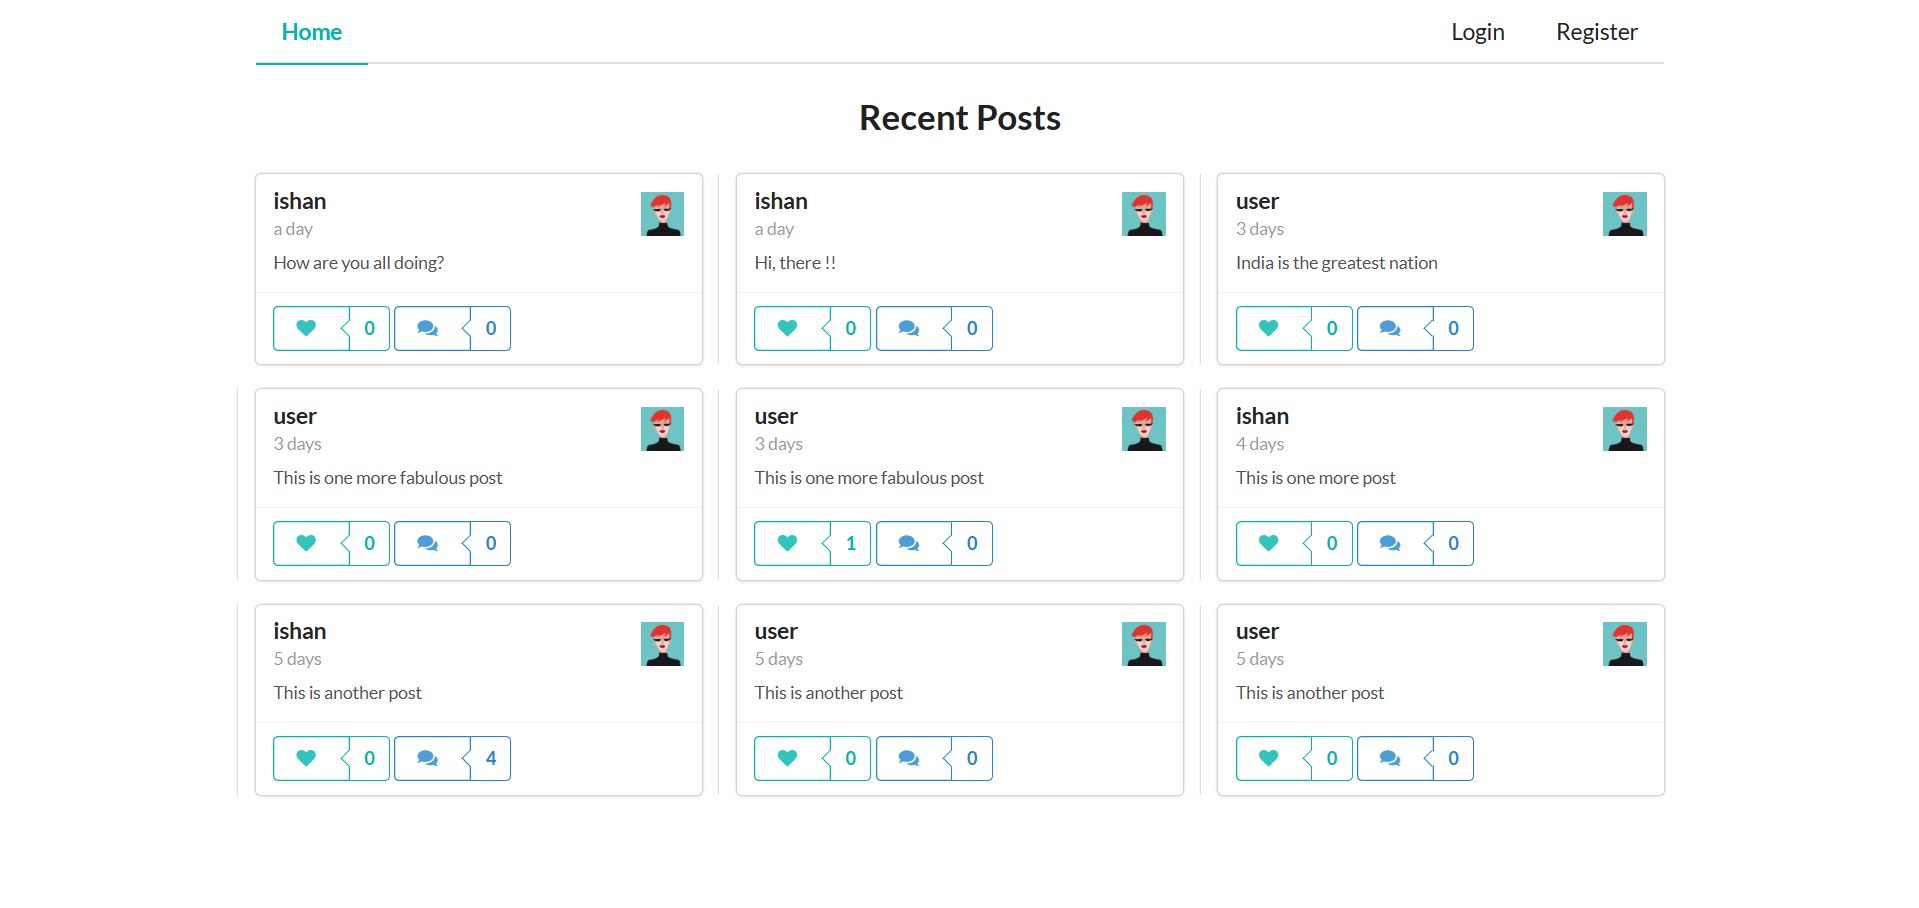 Home Login Register
Recent Posts
ishan
a day
How are you all doing?
0 0
ishan
a day
Hi, there !!
0 0
user
3 days
India is the greatest nation
0 0
user
3 days
This is one more fabulous post
0 0
user
3 days
This is one more fabulous post
1 0
ishan
4 days
This is one more post
0 0
ishan
5 days
This is another post
0 4
user
5 days
This is another post
0 0
user
5 days
This is another post
0 0